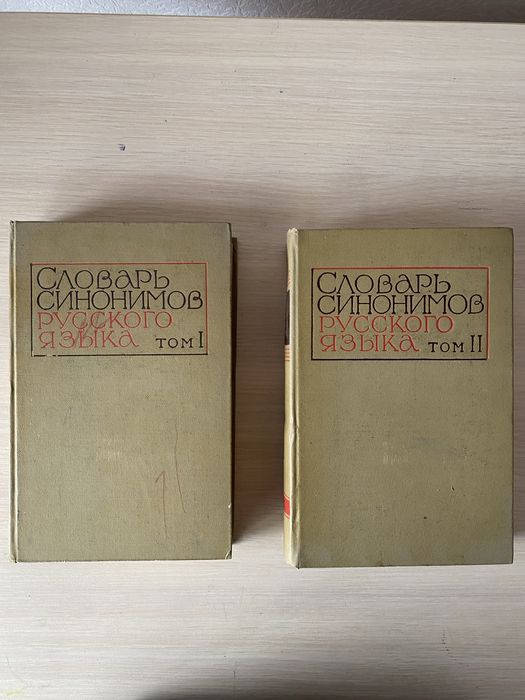 Словарь
синонимов
русского
языка том I
Словарь
синонимов
русского
языка том II